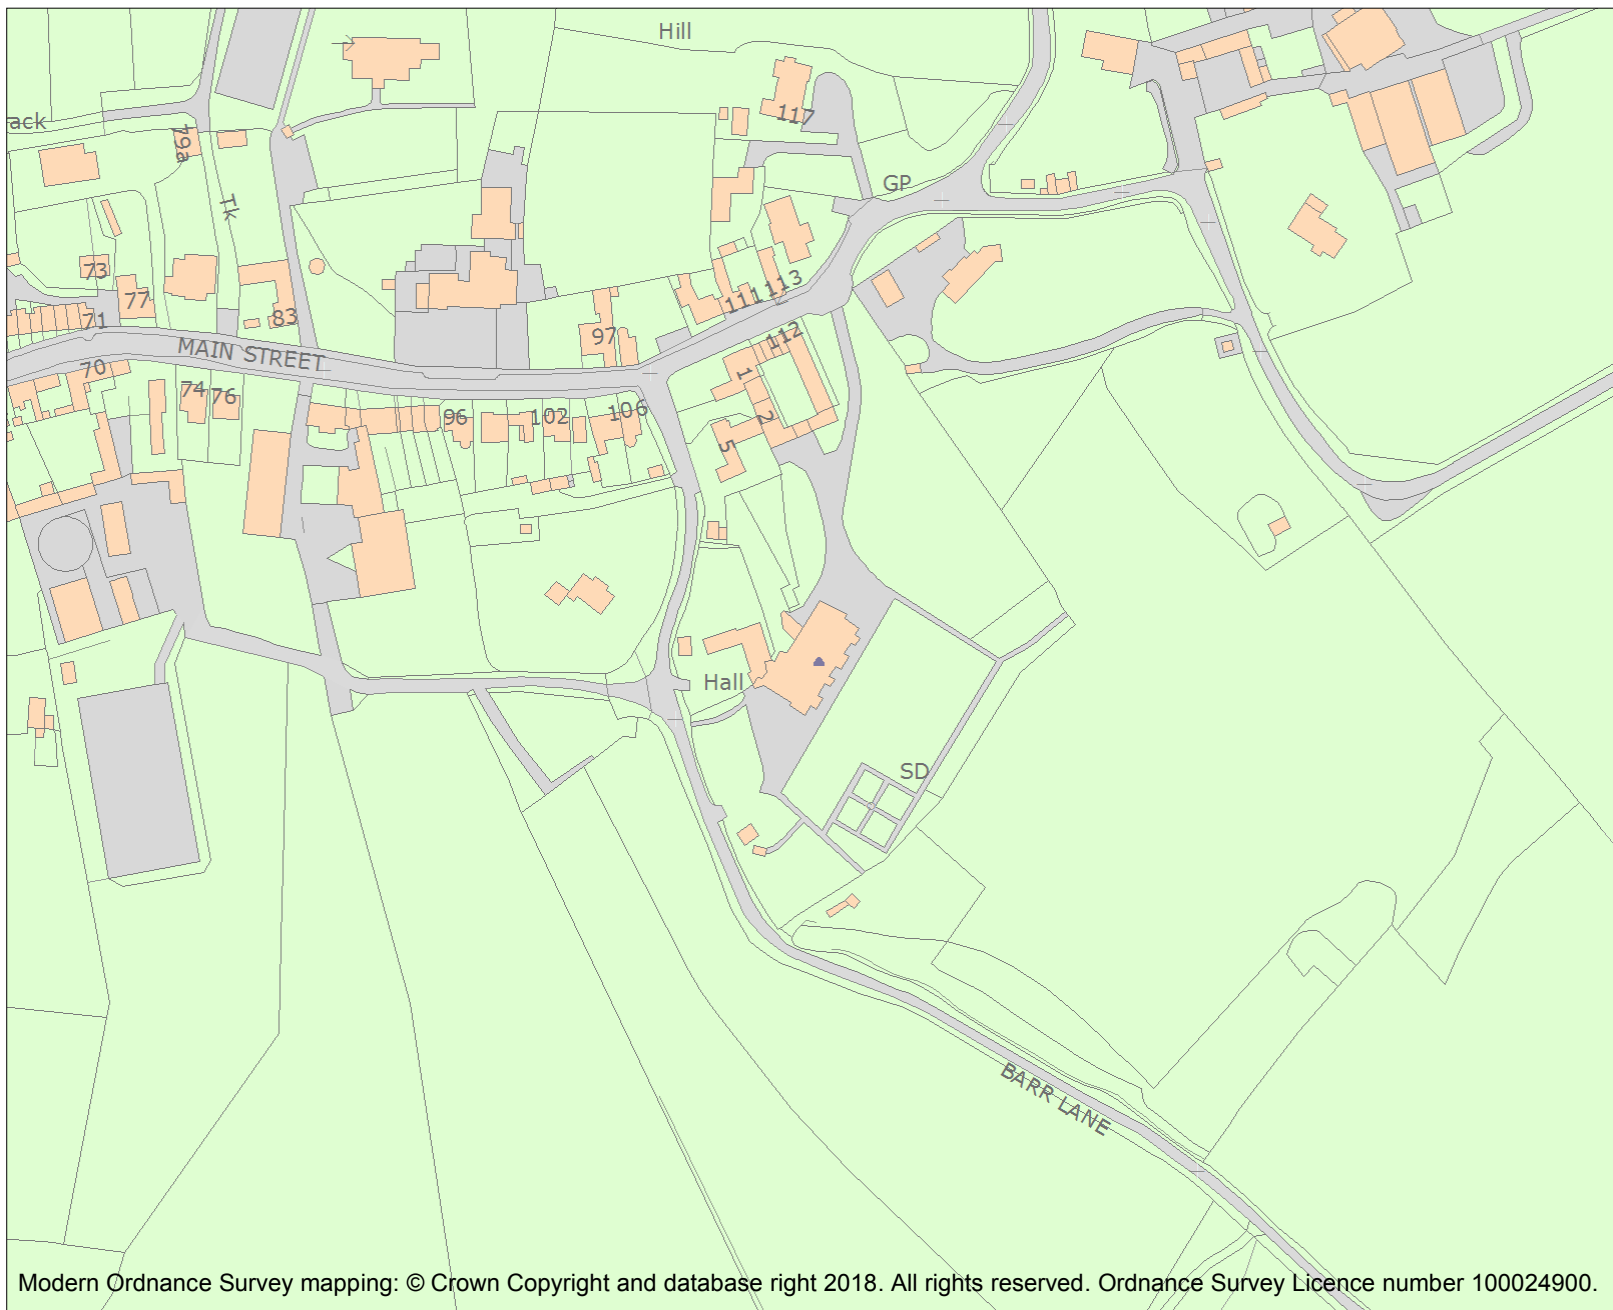 Hill
117
ack
79a
GP
Tk
73
77
71
83
111
113
97
112
MAIN STREET
70
74
76
1
96
102
106
2
5
Hall
SD
BARR LANE
Modern Ordnance Survey mapping: © Crown Copyright and database right 2018. All rights reserved. Ordnance Survey Licence number 100024900.